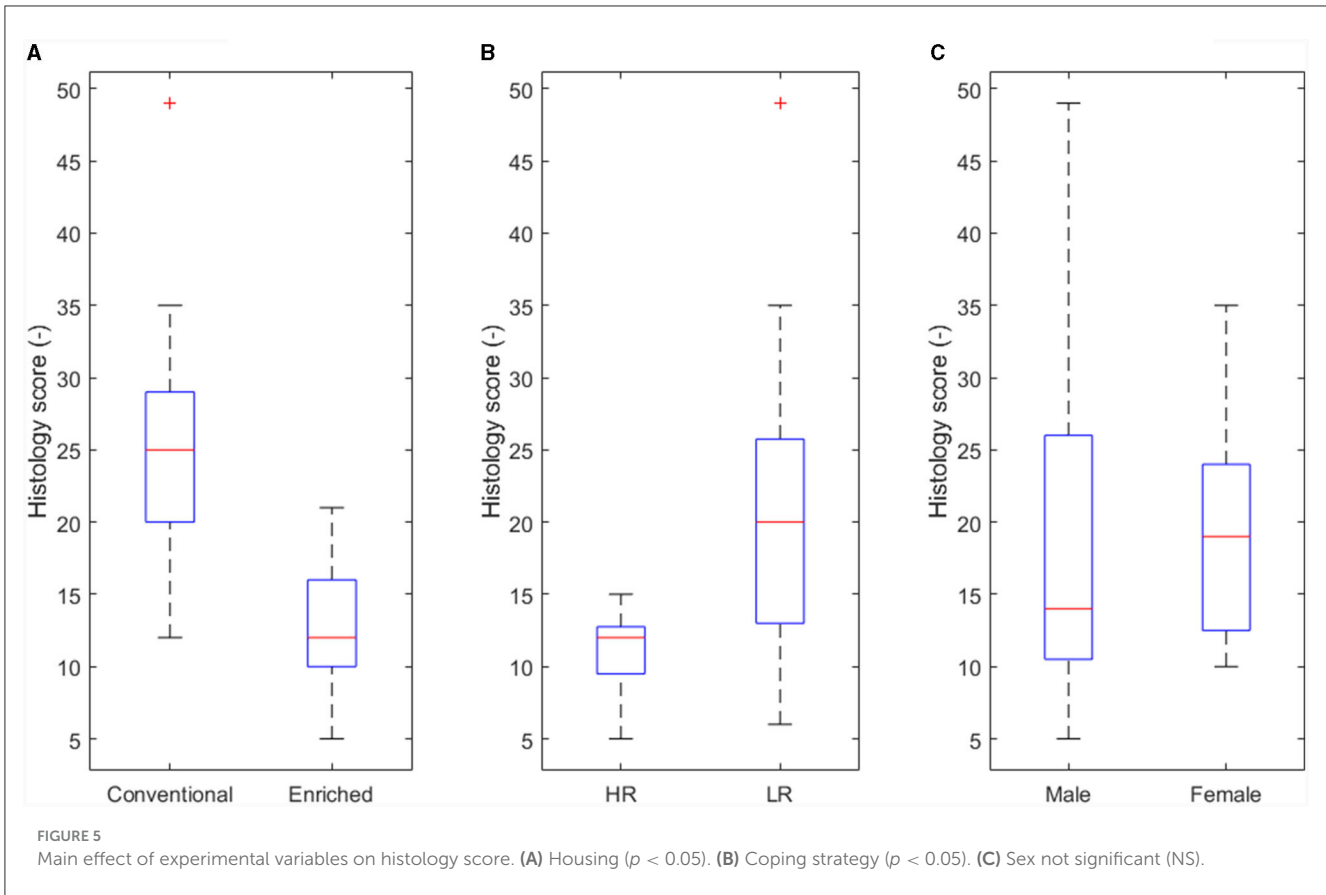 A
Histology score (-)
50
45
40
35
30
25
20
15
10
5
Conventional Enriched
B
Histology score (-)
50
45
40
35
30
25
20
15
10
5
HR LR
C
Histology score (-)
50
45
40
35
30
25
20
15
10
5
Male Female
FIGURE 5
Main effect of experimental variables on histology score. (A) Housing (p < 0.05). (B) Coping strategy (p < 0.05). (C) Sex not significant (NS).